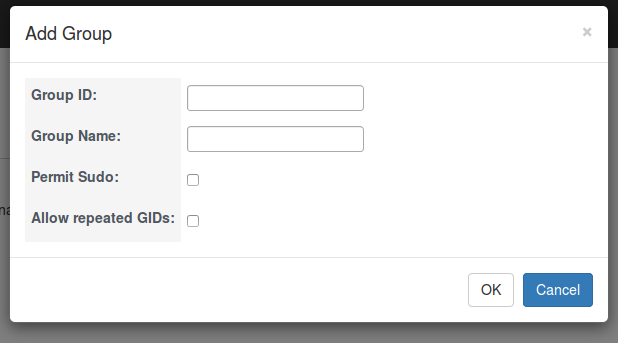 Add Group
×
Group ID:
Group Name:
Permit Sudo:
Allow repeated GIDs:
OK
Cancel